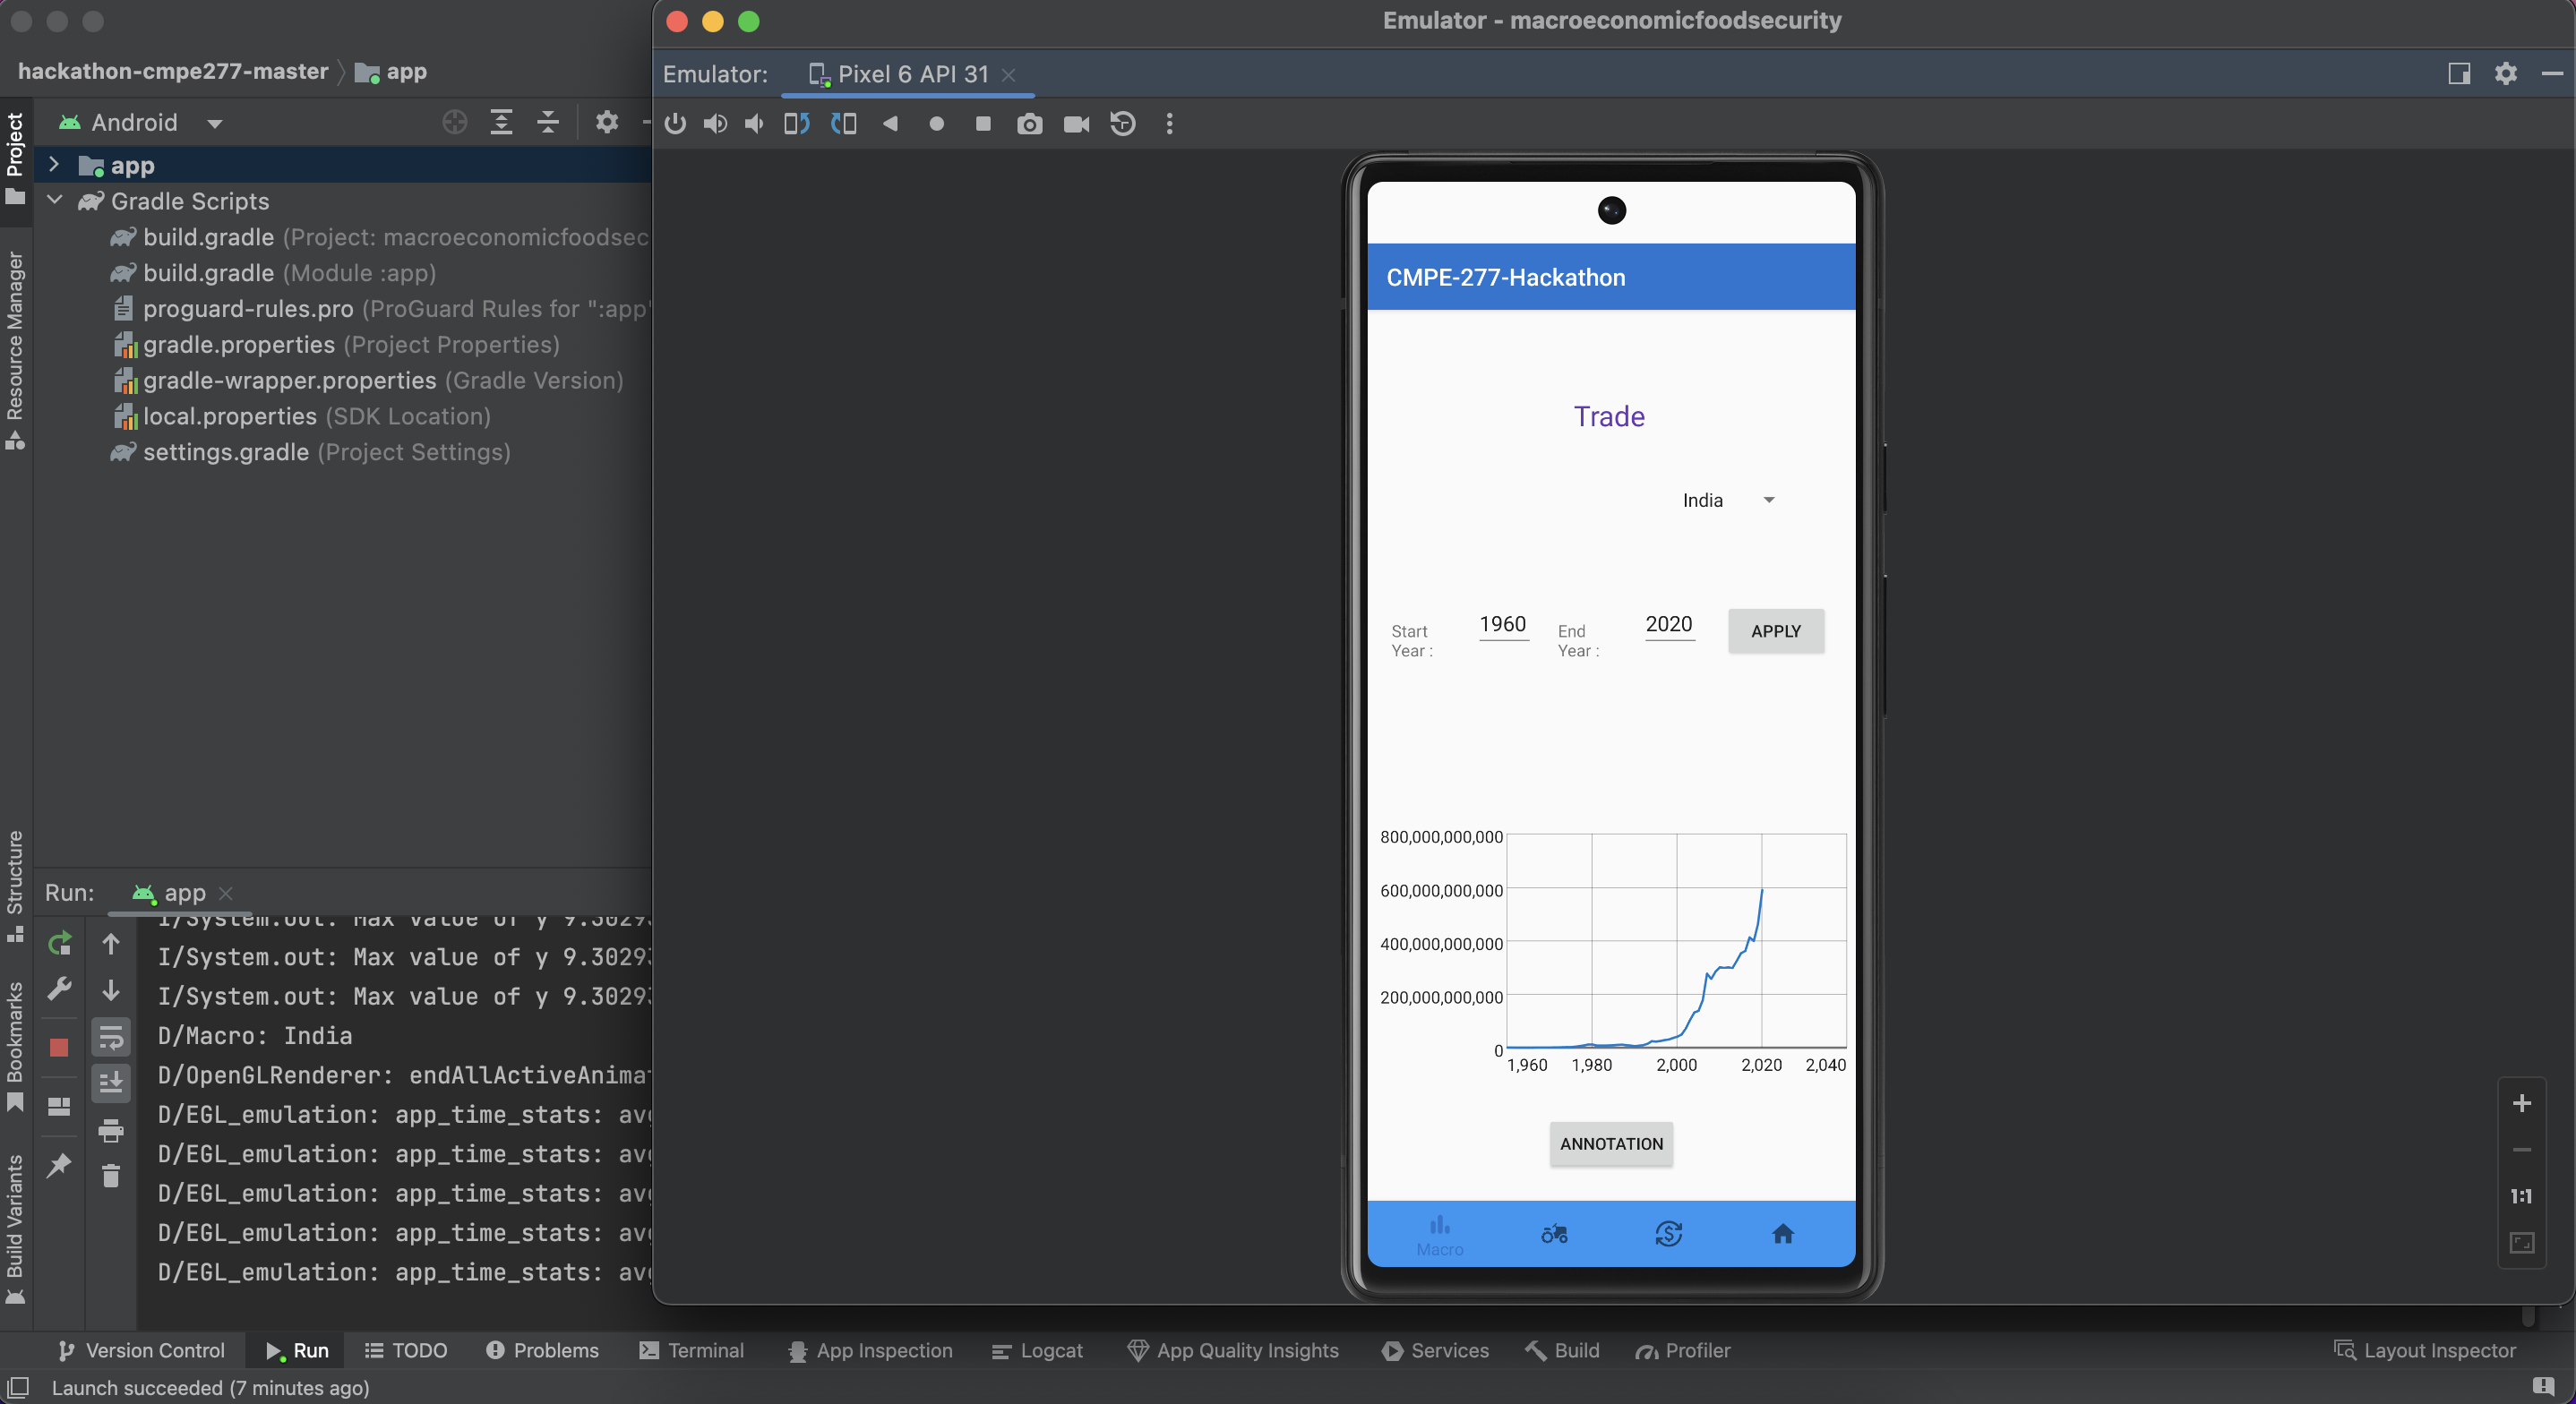 Emulator - macroeconomicfoodsecurity
hackathon-cmpe277-master
app
Emulator:
Pixel 6 API 31
Android
Project
Resource Manager
Structure
Bookmarks
Build Variants
app
Gradle Scripts
build.gradle (Project: macroeconomicfoodsec
build.gradle (Module :app)
proguard-rules.pro (ProGuard Rules for ":app"
gradle.properties (Project Properties)
gradle-wrapper.properties (Gradle Version)
local.properties (SDK Location)
settings.gradle (Project Settings)
Run:
app
I/System.out: Max value of y 9.30293
I/System.out: Max value of y 9.30293
I/System.out: Max value of y 9.30293
D/Macro: India
D/OpenGLRenderer: endAllActiveAnima
D/EGL_emulation: app_time_stats: avg
D/EGL_emulation: app_time_stats: avg
D/EGL_emulation: app_time_stats: avg
D/EGL_emulation: app_time_stats: avg
D/EGL_emulation: app_time_stats: avg
CMPE-277-Hackathon
Trade
India
Start Year :
1960
End Year :
2020
APPLY
800,000,000,000
600,000,000,000
400,000,000,000
200,000,000,000
0
1,960 1,980 2,000 2,020 2,040
ANNOTATION
Macro
1:1
Version Control
Run
TODO
Problems
Terminal
App Inspection
Logcat
App Quality Insights
Services
Build
Profiler
Layout Inspector
Launch succeeded (7 minutes ago)